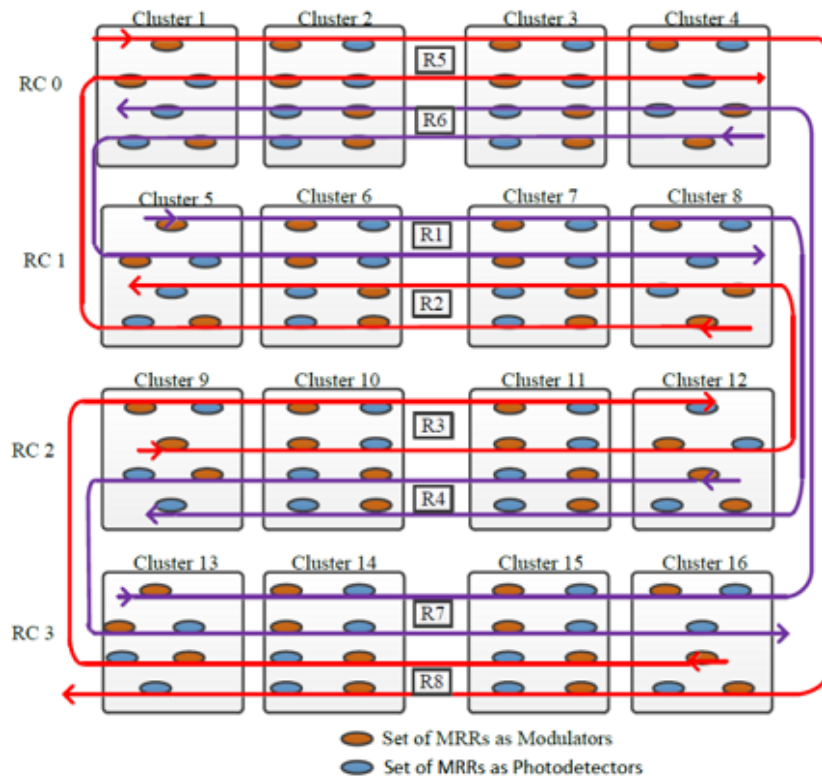 Cluster 1 Cluster 2 Cluster 3 Cluster 4
R5
RC 0
R6
Cluster 5 Cluster 6 Cluster 7 Cluster 8
R1
RC 1
R2
Cluster 9 Cluster 10 Cluster 11 Cluster 12
R3
RC 2
R4
Cluster 13 Cluster 14 Cluster 15 Cluster 16
R7
RC 3
R8
Set of MRRs as Modulators
Set of MRRs as Photodetectors